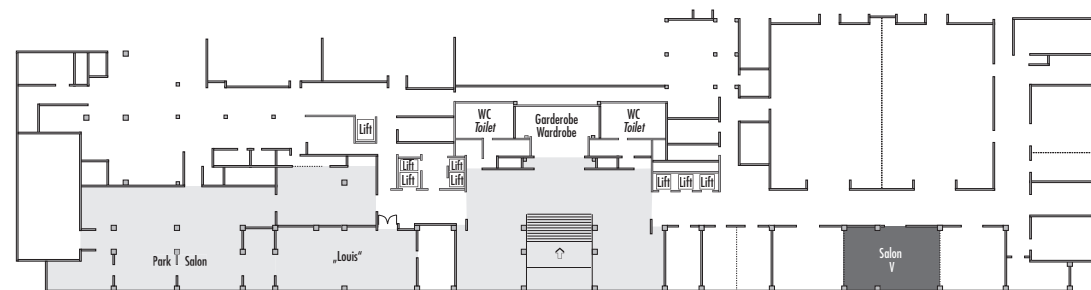 WC
Toilet
Garderobe
Wardrobe
WC
Toilet
Lift
Lift
Lift
Lift
Lift
Lift
Lift
Lift
Park Salon
„Louis“
Salon
V